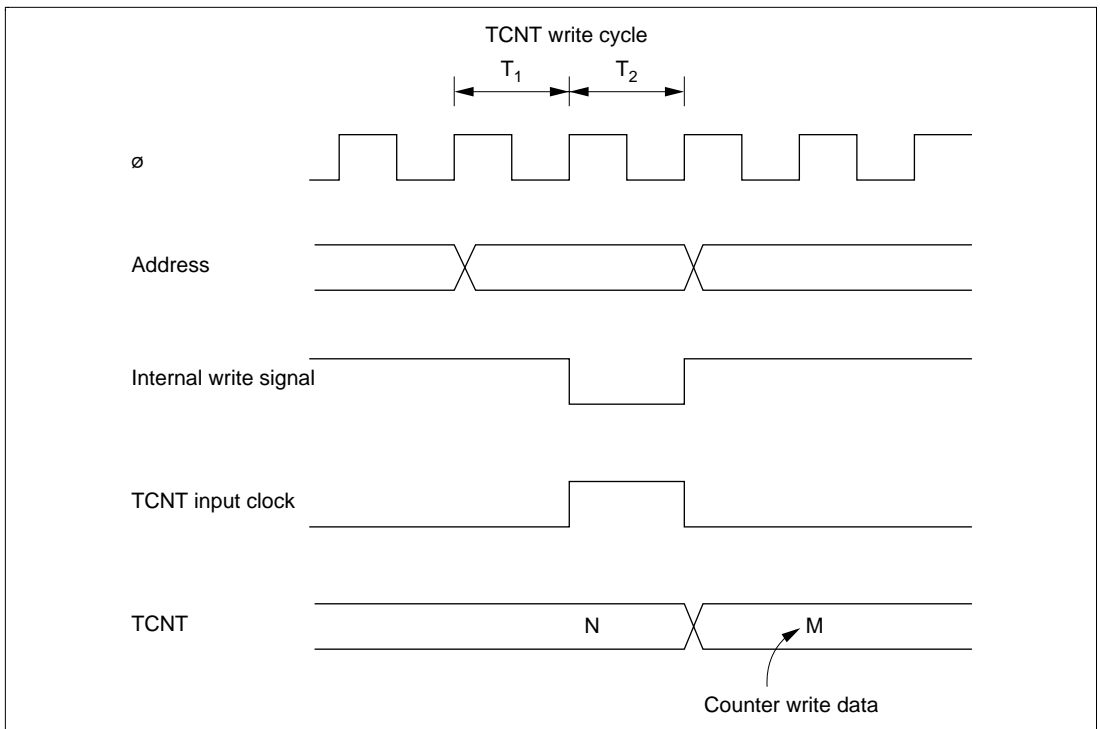 TCNT write cycle
T1 T2
ø
Address
Internal write signal
TCNT input clock
TCNT N M
Counter write data